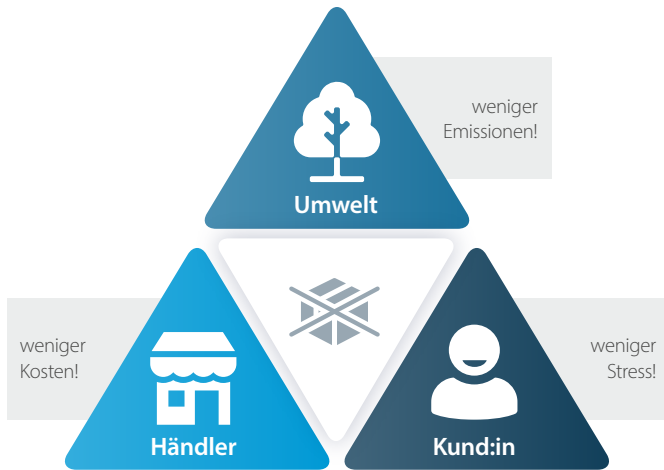 weniger
Emissionen!
Umwelt
weniger
Kosten!
Händler
weniger
Stress!
Kund:in